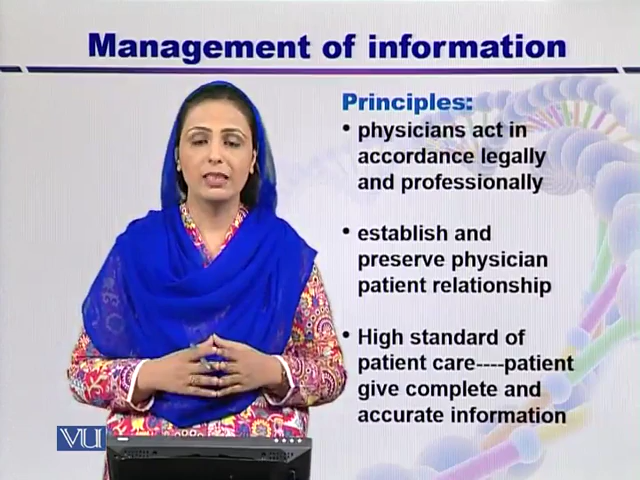 Management of information
Principles:
• physicians act in
accordance legally
and professionally
• establish and
preserve physician
patient relationship
• High standard of
patient care----patient
give complete and
accurate information
VU